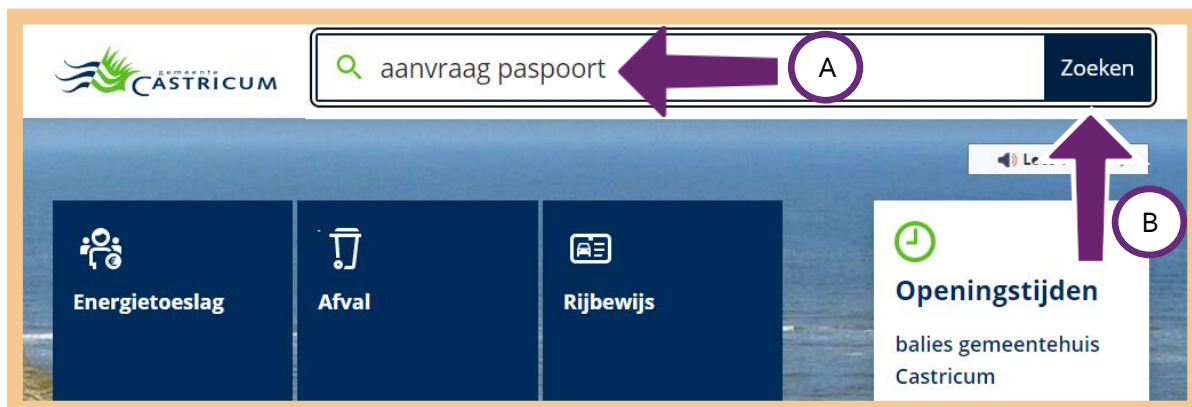 gemeente
CASTRICUM
aanvraag paspoort
A
Zoeken
B
Energietoeslag
Afval
Rijbewijs
Openingstijden
balies gemeentehuis
Castricum